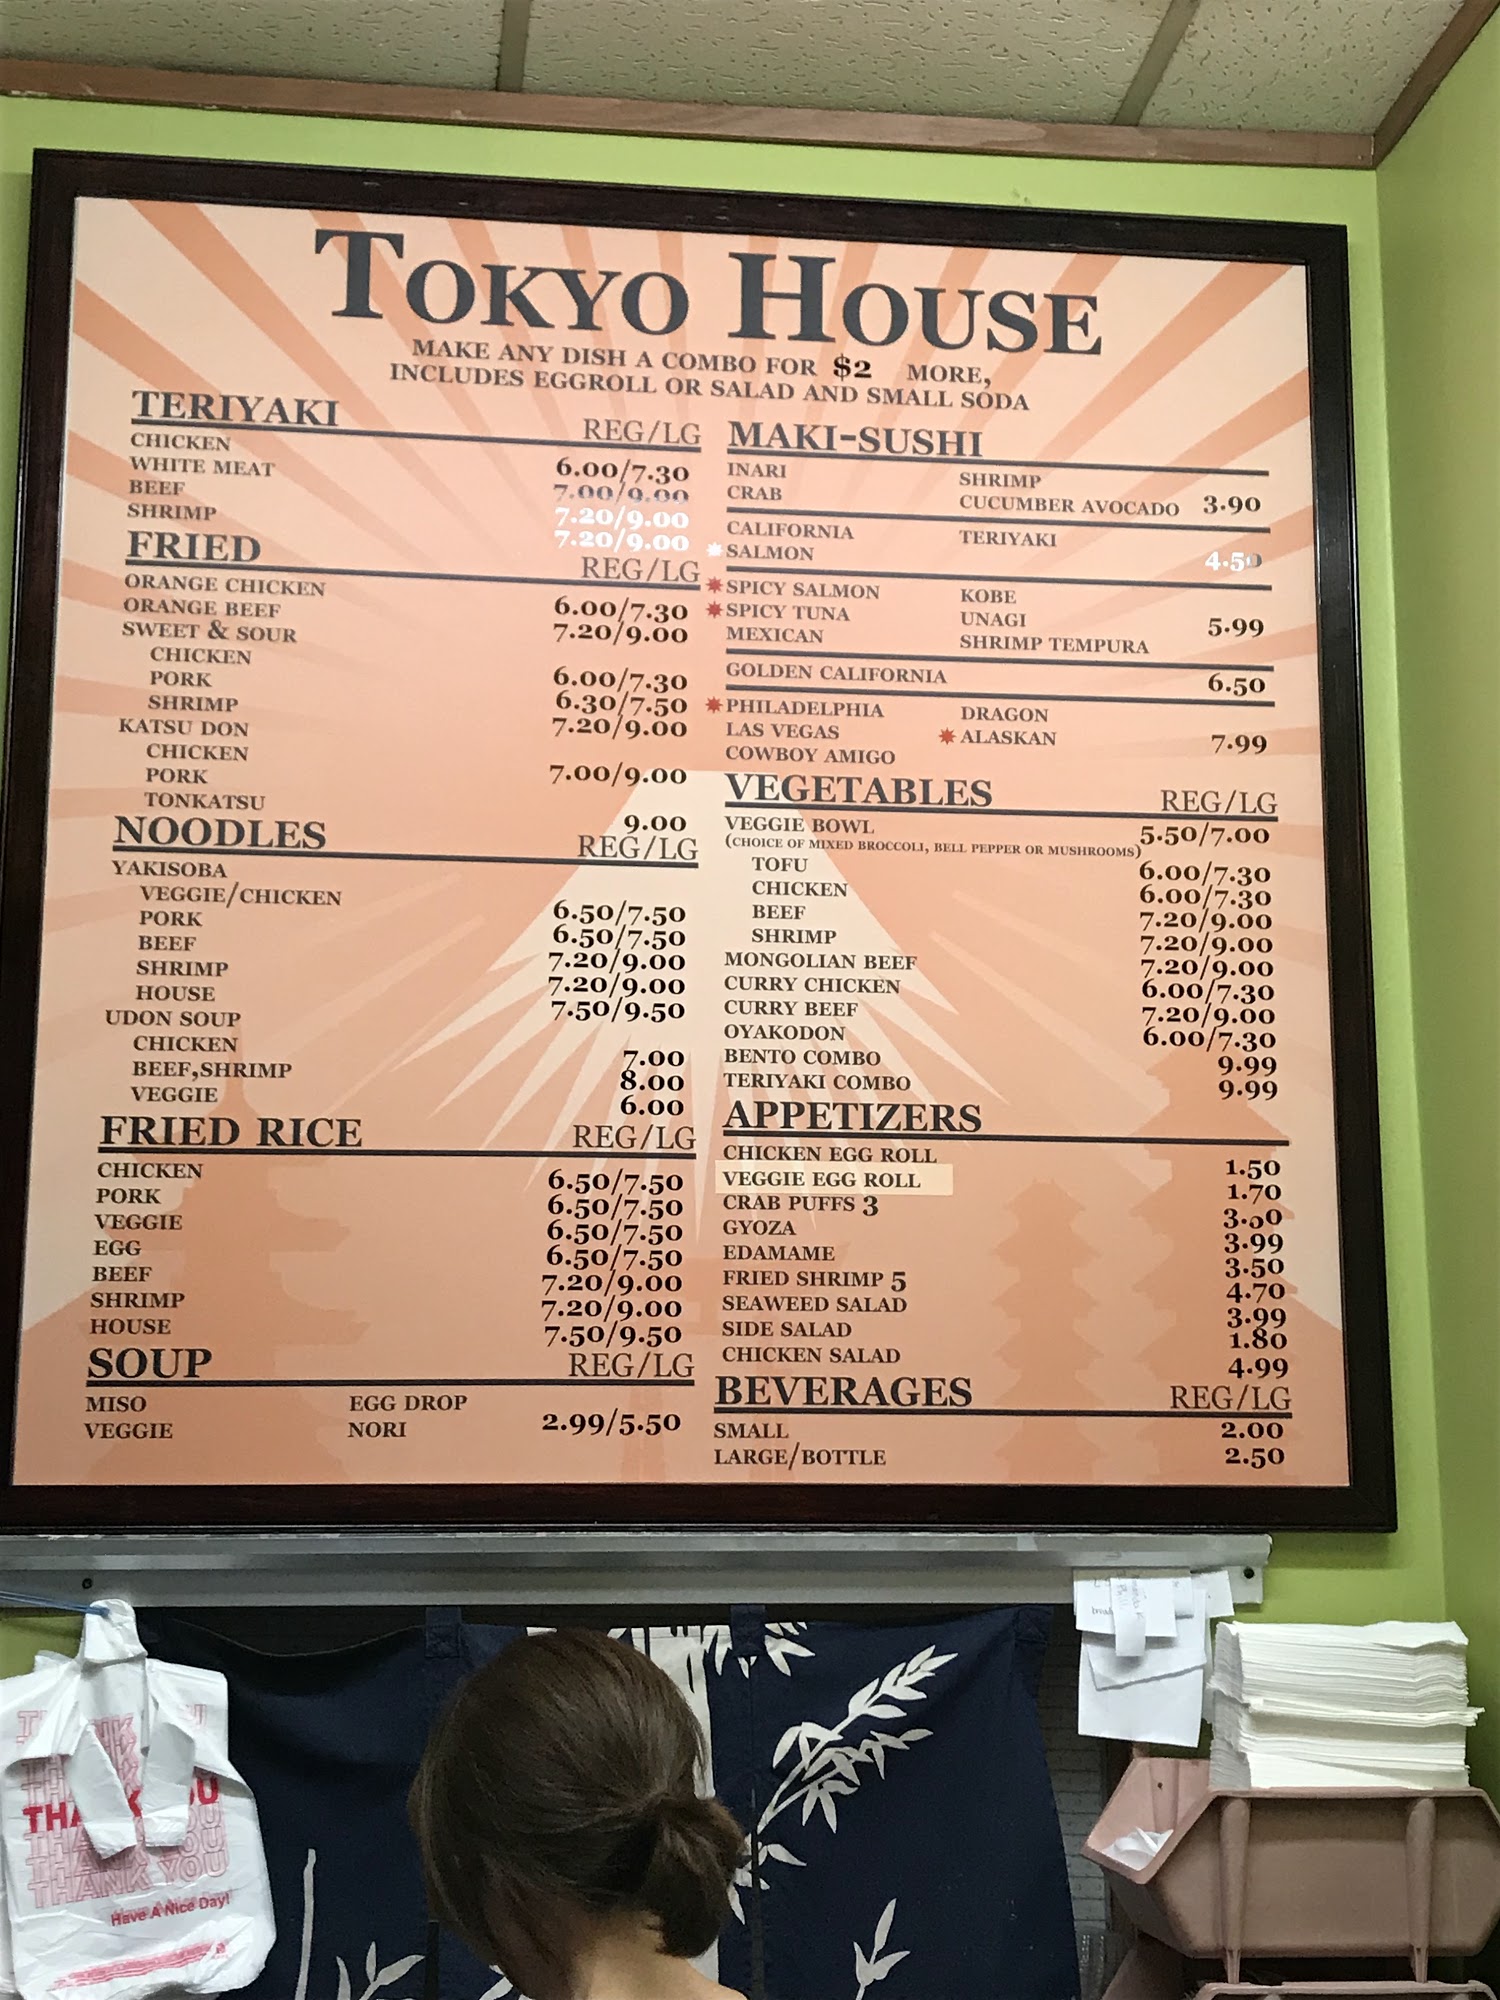 TOKYO HOUSE
MAKE ANY DISH A COMBO FOR $2 MORE,
INCLUDES EGGROLL OR SALAD AND SMALL SODA
TERIYAKI REG/LG
CHICKEN 6.00/7.30
WHITE MEAT 7.00/9.00
BEEF 7.20/9.00
SHRIMP 7.20/9.00
FRIED REG/LG
ORANGE CHICKEN 6.00/7.30
ORANGE BEEF 7.20/9.00
SWEET & SOUR
CHICKEN 6.00/7.30
PORK 6.30/7.50
SHRIMP 7.20/9.00
KATSU DON
CHICKEN 7.00/9.00
PORK
TONKATSU 9.00
NOODLES REG/LG
YAKISOBA
VEGGIE/CHICKEN 6.50/7.50
PORK 6.50/7.50
BEEF 7.20/9.00
SHRIMP 7.20/9.00
HOUSE 7.50/9.50
UDON SOUP
CHICKEN 7.00
BEEF,SHRIMP 8.00
VEGGIE 6.00
FRIED RICE REG/LG
CHICKEN 6.50/7.50
PORK 6.50/7.50
VEGGIE 6.50/7.50
EGG 6.50/7.50
BEEF 7.20/9.00
SHRIMP 7.20/9.00
HOUSE 7.50/9.50
SOUP REG/LG
MISO EGG DROP
VEGGIE NORI 2.99/5.50
MAKI-SUSHI
INARI SHRIMP
CRAB CUCUMBER AVOCADO 3.90
CALIFORNIA TERIYAKI
SALMON 4.50
SPICY SALMON KOBE
SPICY TUNA UNAGI 5.99
MEXICAN SHRIMP TEMPURA
GOLDEN CALIFORNIA 6.50
PHILADELPHIA DRAGON
LAS VEGAS ALASKAN 7.99
COWBOY AMIGO
VEGETABLES REG/LG
VEGGIE BOWL 5.50/7.00
(CHOICE OF MIXED BROCCOLI, BELL PEPPER OR MUSHROOMS)
TOFU 6.00/7.30
CHICKEN 6.00/7.30
BEEF 7.20/9.00
SHRIMP 7.20/9.00
MONGOLIAN BEEF 7.20/9.00
CURRY CHICKEN 6.00/7.30
CURRY BEEF 7.20/9.00
OYAKODON 6.00/7.30
BENTO COMBO 9.99
TERIYAKI COMBO 9.99
APPETIZERS
CHICKEN EGG ROLL 1.50
VEGGIE EGG ROLL 1.70
CRAB PUFFS 3
GYOZA 3.99
EDAMAME 3.50
FRIED SHRIMP 5 4.70
SEAWEED SALAD 3.99
SIDE SALAD 1.80
CHICKEN SALAD 4.99
BEVERAGES REG/LG
SMALL 2.00
LARGE/BOTTLE 2.50
THANK YOU
THANK YOU
THANK YOU
Have A Nice Day!